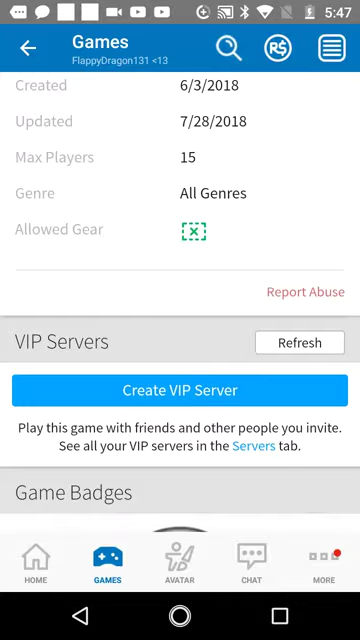 5:47
Games
FlappyDragon131 <13
R$
Created 6/3/2018
Updated 7/28/2018
Max Players 15
Genre All Genres
Allowed Gear
Report Abuse
VIP Servers Refresh
Create VIP Server
Play this game with friends and other people you invite.
See all your VIP servers in the Servers tab.
Game Badges
HOME GAMES AVATAR CHAT MORE